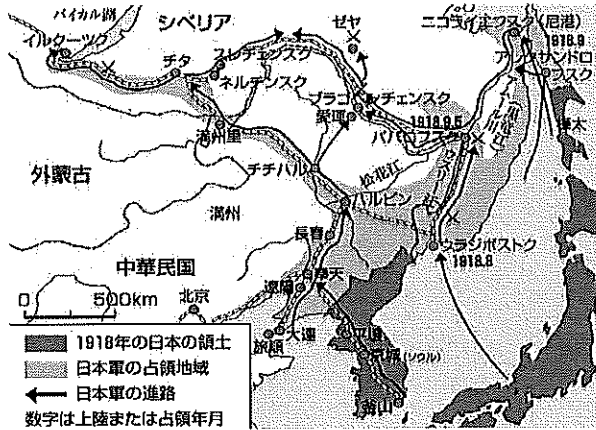 バイカル湖
シベリア
イルクーツク
チタ
スレチェンスク
ネルチンスク
ゼヤ
ニコライエフスク(尼港)
1918.9
アレクサンドロ
フスク
ブラゴ
ヴェチェンスク
愛琿
1918.9.5
ハバロフスク
樺太
満州里
外蒙古
チチハル
松花江
満州
ハルビン
長春
ウラジボストク
1918.8
中華民国
北京
奉天
遼陽
大連
旅順
平壌
京城(ソウル)
釜山
0 500km
1918年の日本の領土
日本軍の占領地域
日本軍の進路
数字は上陸または占領年月